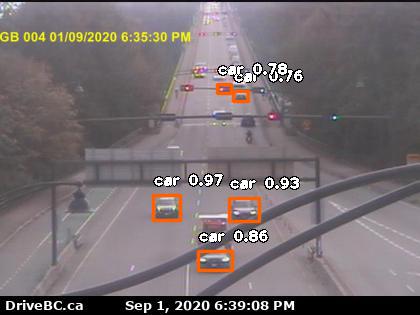 GB 004 01/09/2020 6:35:30 PM
car 0.78
car 0.76
car 0.97
car 0.93
car 0.86
DriveBC.ca
Sep 1, 2020 6:39:08 PM